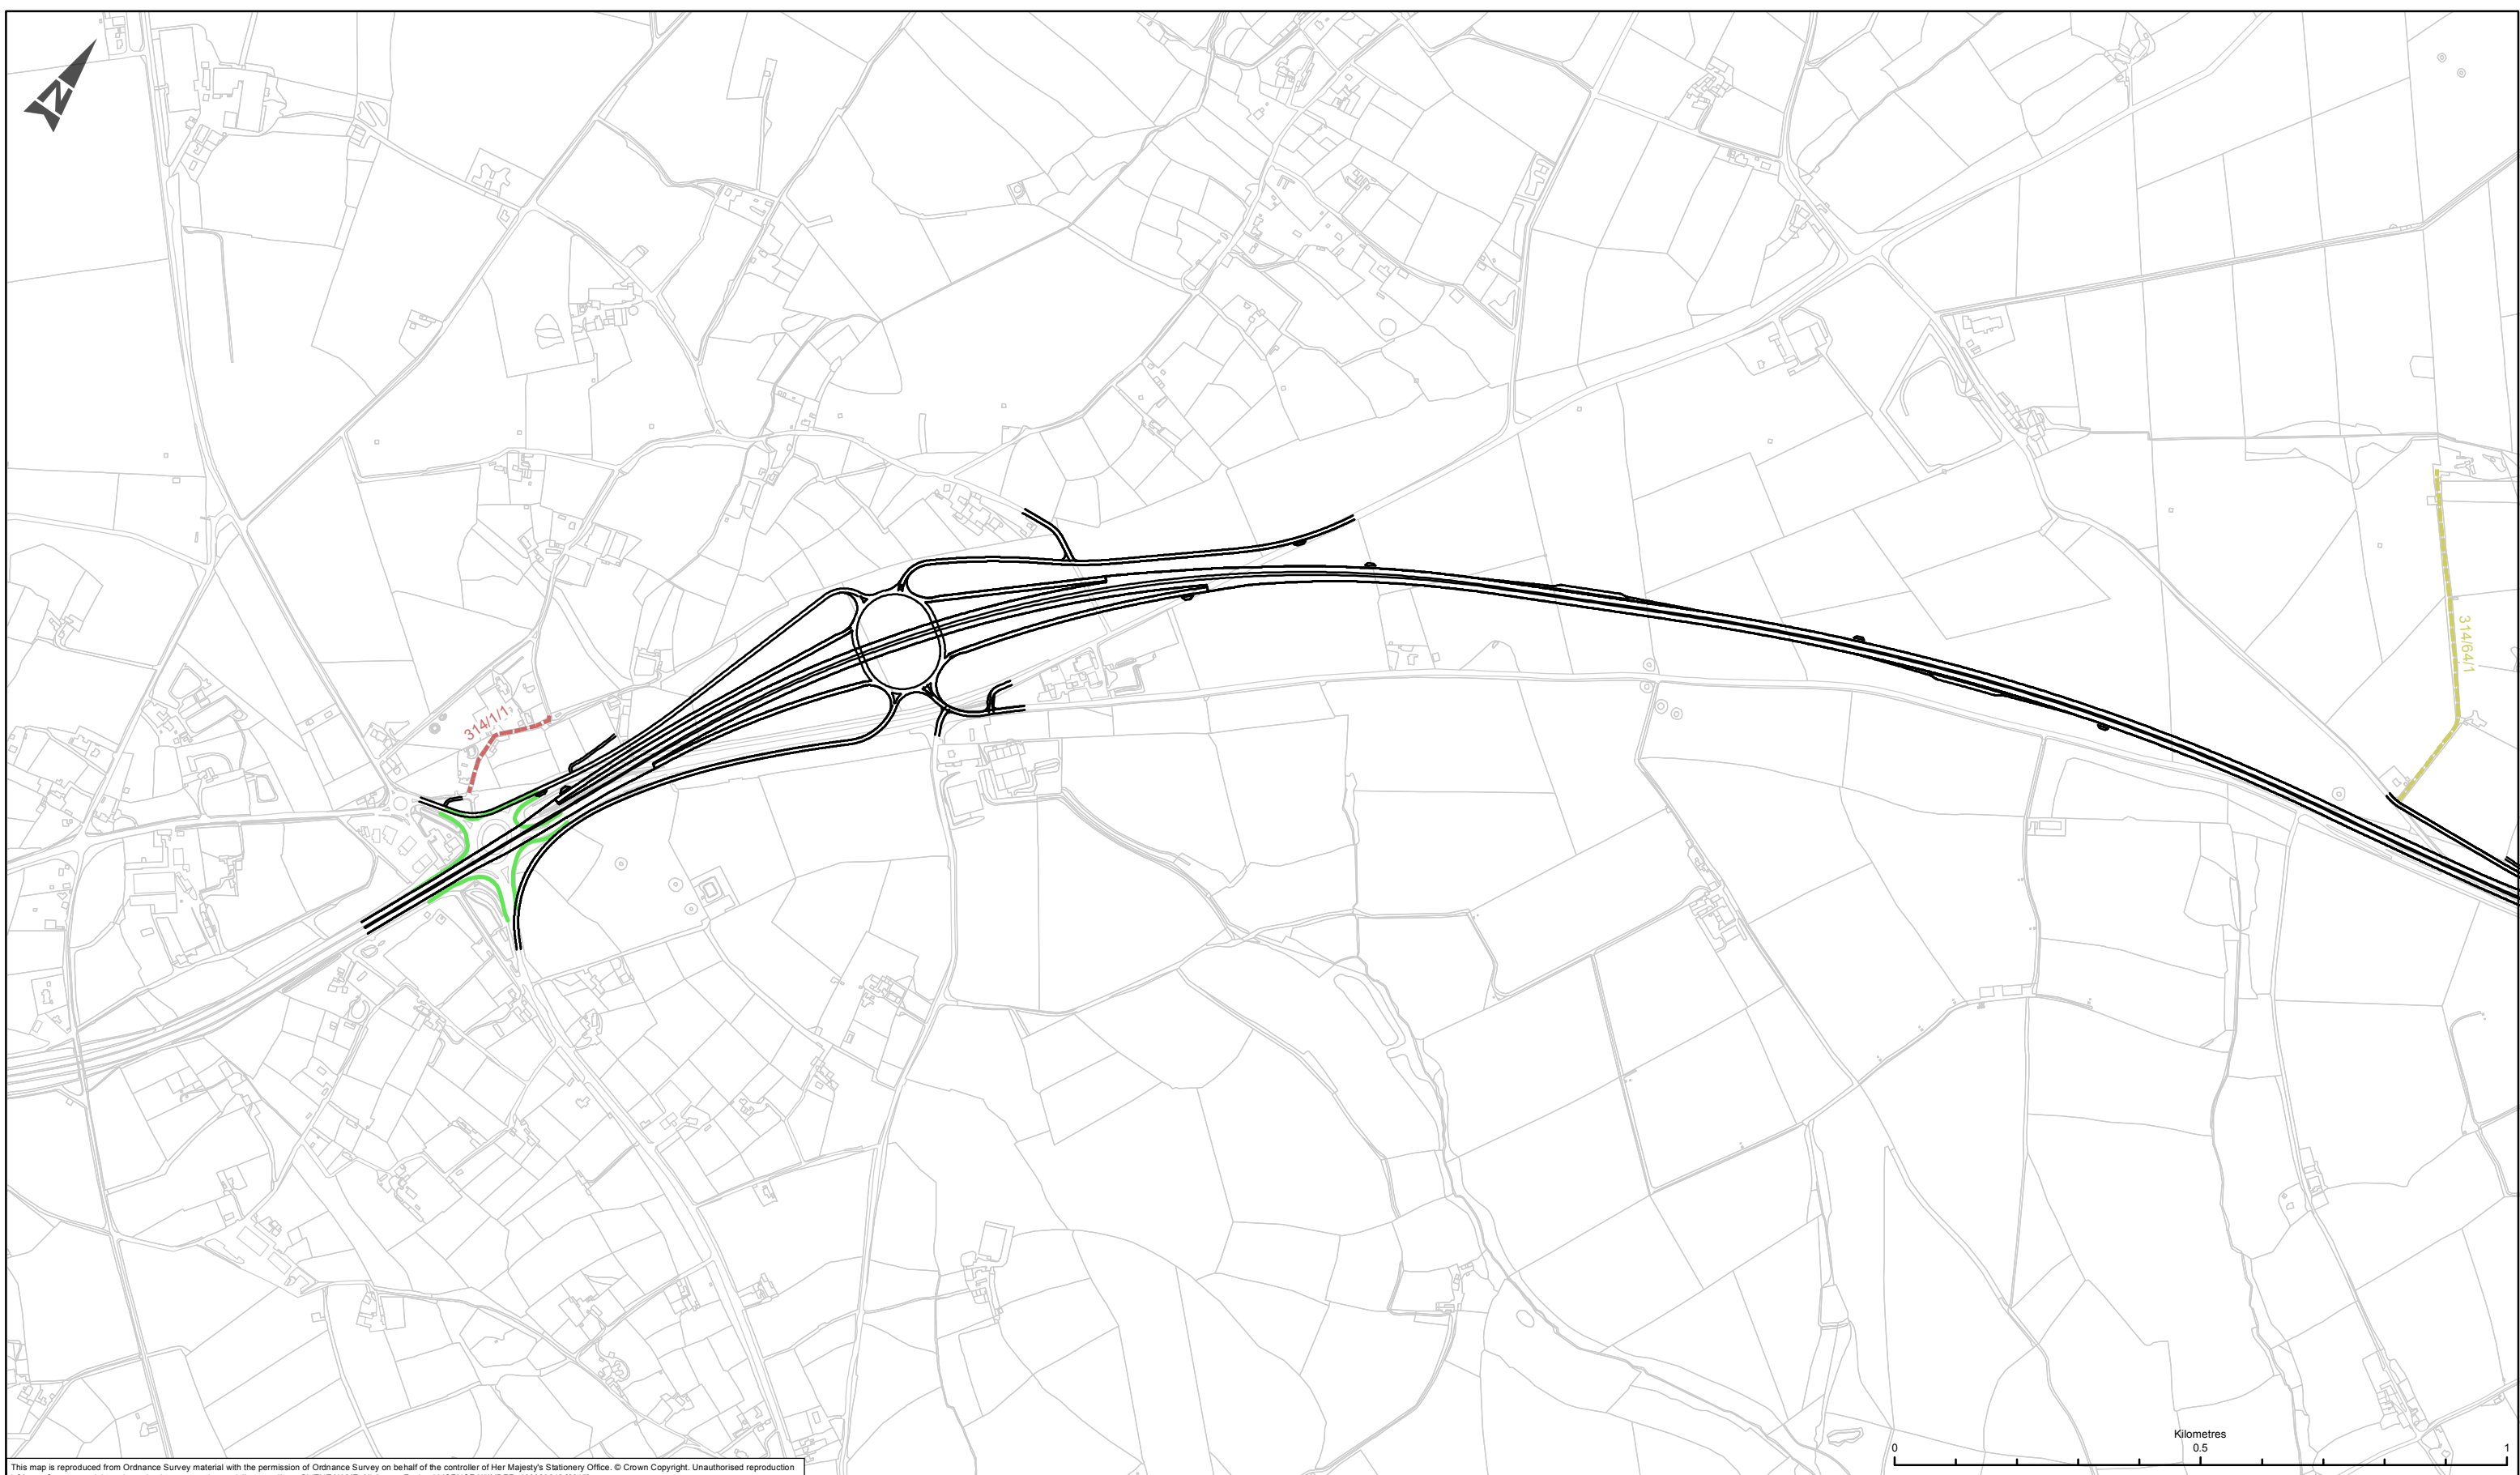 N
314/1/1
314/64/1
Kilometres
0 0.5 1
This map is reproduced from Ordnance Survey material with the permission of Ordnance Survey on behalf of the controller of Her Majesty's Stationery Office. © Crown Copyright. Unauthorised reproduction